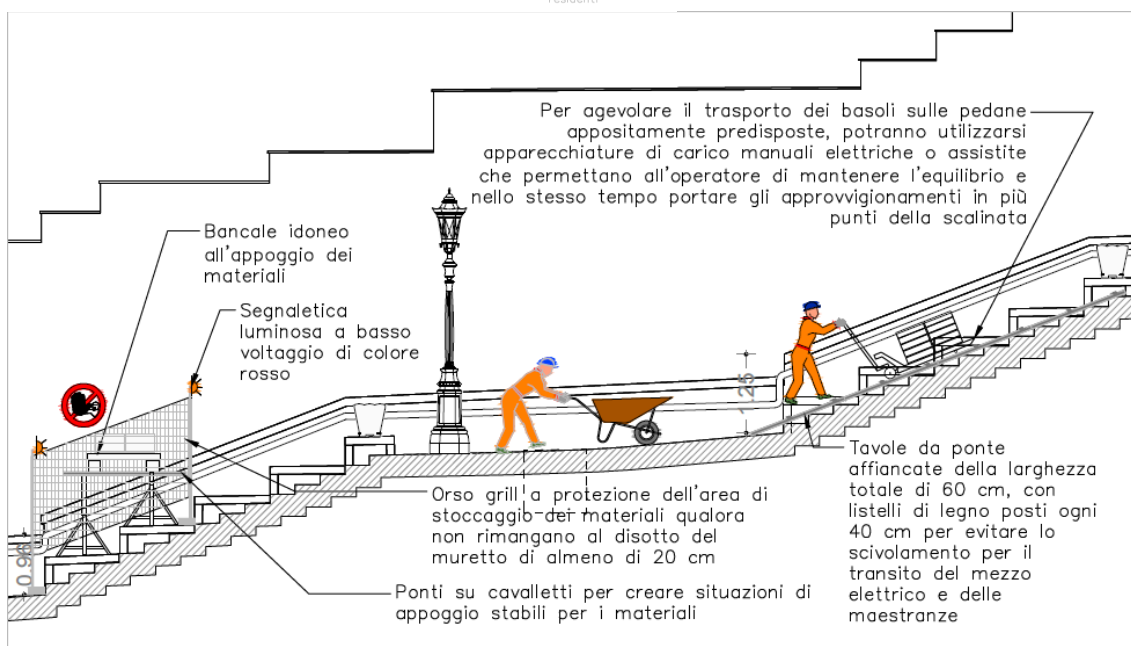 residenti
Per agevolare il trasporto dei basoli sulle pedane
appositamente predisposte, potranno utilizzarsi
apparecchiature di carico manuali elettriche o assistite
che permettano all'operatore di mantenere l'equilibrio e
nello stesso tempo portare gli approvvigionamenti in più
punti della scalinata
Bancale idoneo
all'appoggio dei
materiali
Segnaletica
luminosa a basso
voltaggio di colore
rosso
1.25
Tavole da ponte
affiancate della larghezza
totale di 60 cm, con
listelli di legno posti ogni
40 cm per evitare lo
scivolamento per il
transito del mezzo
elettrico e delle
maestranze
Orso grill a protezione dell'area di
stoccaggio dei materiali qualora
non rimangano al disotto del
muretto di almeno di 20 cm
0.96
Ponti su cavalletti per creare situazioni di
appoggio stabili per i materiali